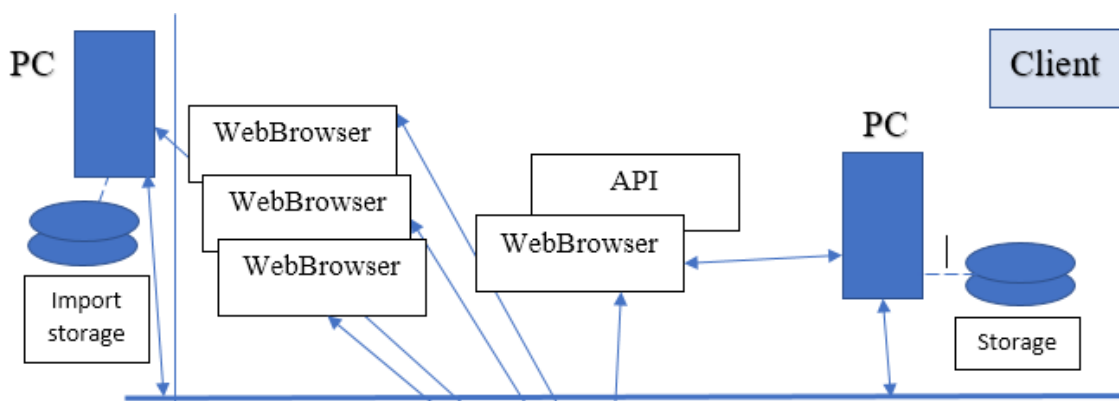 PC
Client
WebBrowser
PC
API
WebBrowser
WebBrowser
WebBrowser
Import
storage
Storage